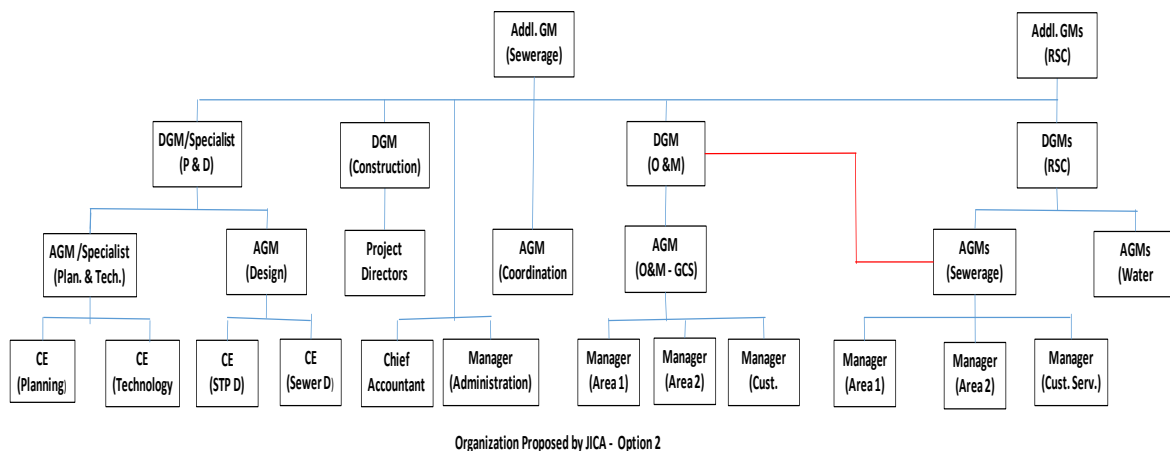 Addl. GM
(Sewerage)
Addl. GMs
(RSC)
DGM/Specialist
(P & D)
DGM
(Construction)
DGM
(O &M)
DGMs
(RSC)
AGM /Specialist
(Plan. & Tech.)
AGM
(Design)
Project
Directors
AGM
(Coordination
AGM
(O&M - GCS)
AGMs
(Sewerage)
AGMs
(Water
CE
(Planning)
CE
(Technology
CE
(STP D)
CE
(Sewer D)
Chief
Accountant
Manager
(Administration)
Manager
(Area 1)
Manager
(Area 2)
Manager
(Cust.
Manager
(Area 1)
Manager
(Area 2)
Manager
(Cust. Serv.)
Organization Proposed by JICA - Option 2